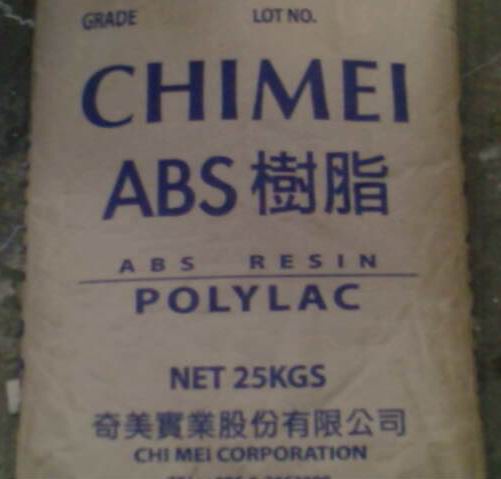 GRADE LOT NO.
CHIMEI
ABS 樹脂
ABS RESIN
POLYLAC
NET 25KGS
奇美實業股份有限公司
CHI MEI CORPORATION